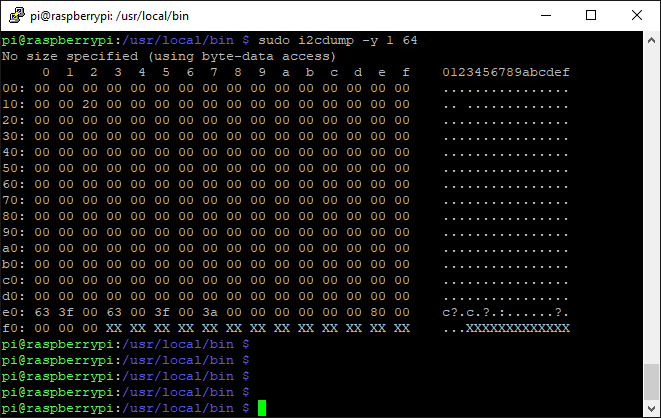 pi@raspberrypi: /usr/local/bin
pi@raspberrypi:/usr/local/bin $ sudo i2cdump -y 1 64
No size specified (using byte-data access)
     0  1  2  3  4  5  6  7  8  9  a  b  c  d  e  f    0123456789abcdef
00: 00 00 00 00 00 00 00 00 00 00 00 00 00 00 00 00    ................
10: 00 00 20 00 00 00 00 00 00 00 00 00 00 00 00 00    .. .............
20: 00 00 00 00 00 00 00 00 00 00 00 00 00 00 00 00    ................
30: 00 00 00 00 00 00 00 00 00 00 00 00 00 00 00 00    ................
40: 00 00 00 00 00 00 00 00 00 00 00 00 00 00 00 00    ................
50: 00 00 00 00 00 00 00 00 00 00 00 00 00 00 00 00    ................
60: 00 00 00 00 00 00 00 00 00 00 00 00 00 00 00 00    ................
70: 00 00 00 00 00 00 00 00 00 00 00 00 00 00 00 00    ................
80: 00 00 00 00 00 00 00 00 00 00 00 00 00 00 00 00    ................
90: 00 00 00 00 00 00 00 00 00 00 00 00 00 00 00 00    ................
a0: 00 00 00 00 00 00 00 00 00 00 00 00 00 00 00 00    ................
b0: 00 00 00 00 00 00 00 00 00 00 00 00 00 00 00 00    ................
c0: 00 00 00 00 00 00 00 00 00 00 00 00 00 00 00 00    ................
d0: 00 00 00 00 00 00 00 00 00 00 00 00 00 00 00 00    ................
e0: 63 3f 00 63 00 3f 00 3a 00 00 00 00 00 00 80 00    c?.c.?.:......?.
f0: 00 00 00 XX XX XX XX XX XX XX XX XX XX XX XX XX    ...XXXXXXXXXXXXX
pi@raspberrypi:/usr/local/bin $
pi@raspberrypi:/usr/local/bin $
pi@raspberrypi:/usr/local/bin $
pi@raspberrypi:/usr/local/bin $
pi@raspberrypi:/usr/local/bin $